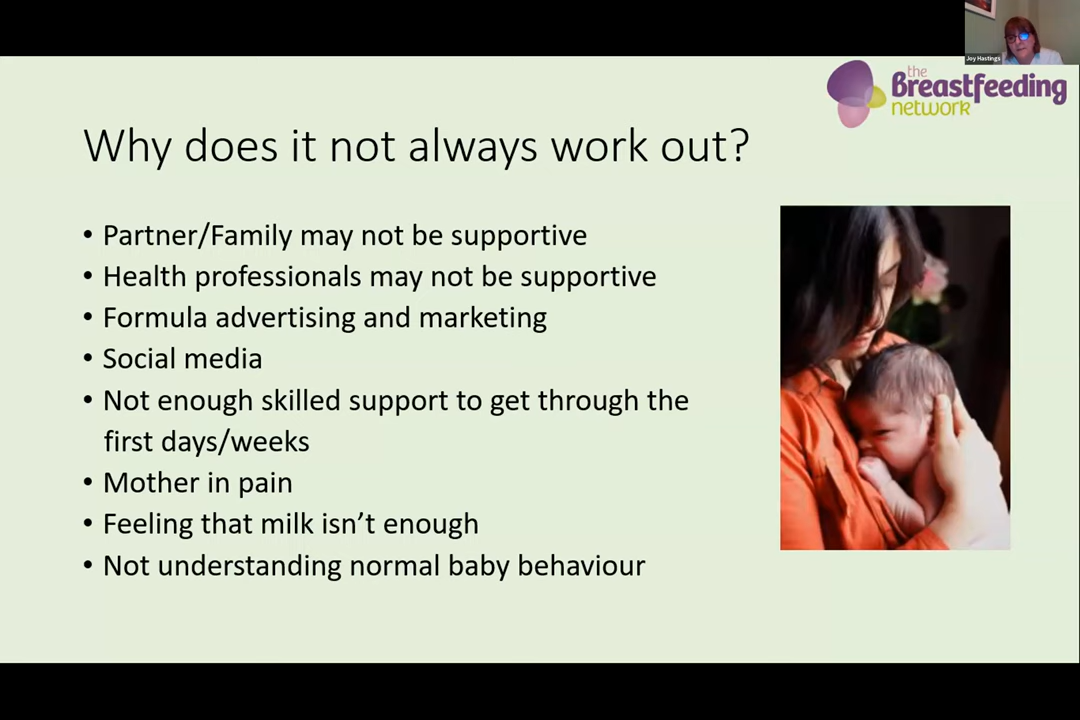 Joy Hastings
the
Breastfeeding
network
Why does it not always work out?
• Partner/Family may not be supportive
• Health professionals may not be supportive
• Formula advertising and marketing
• Social media
• Not enough skilled support to get through the
first days/weeks
• Mother in pain
• Feeling that milk isn’t enough
• Not understanding normal baby behaviour